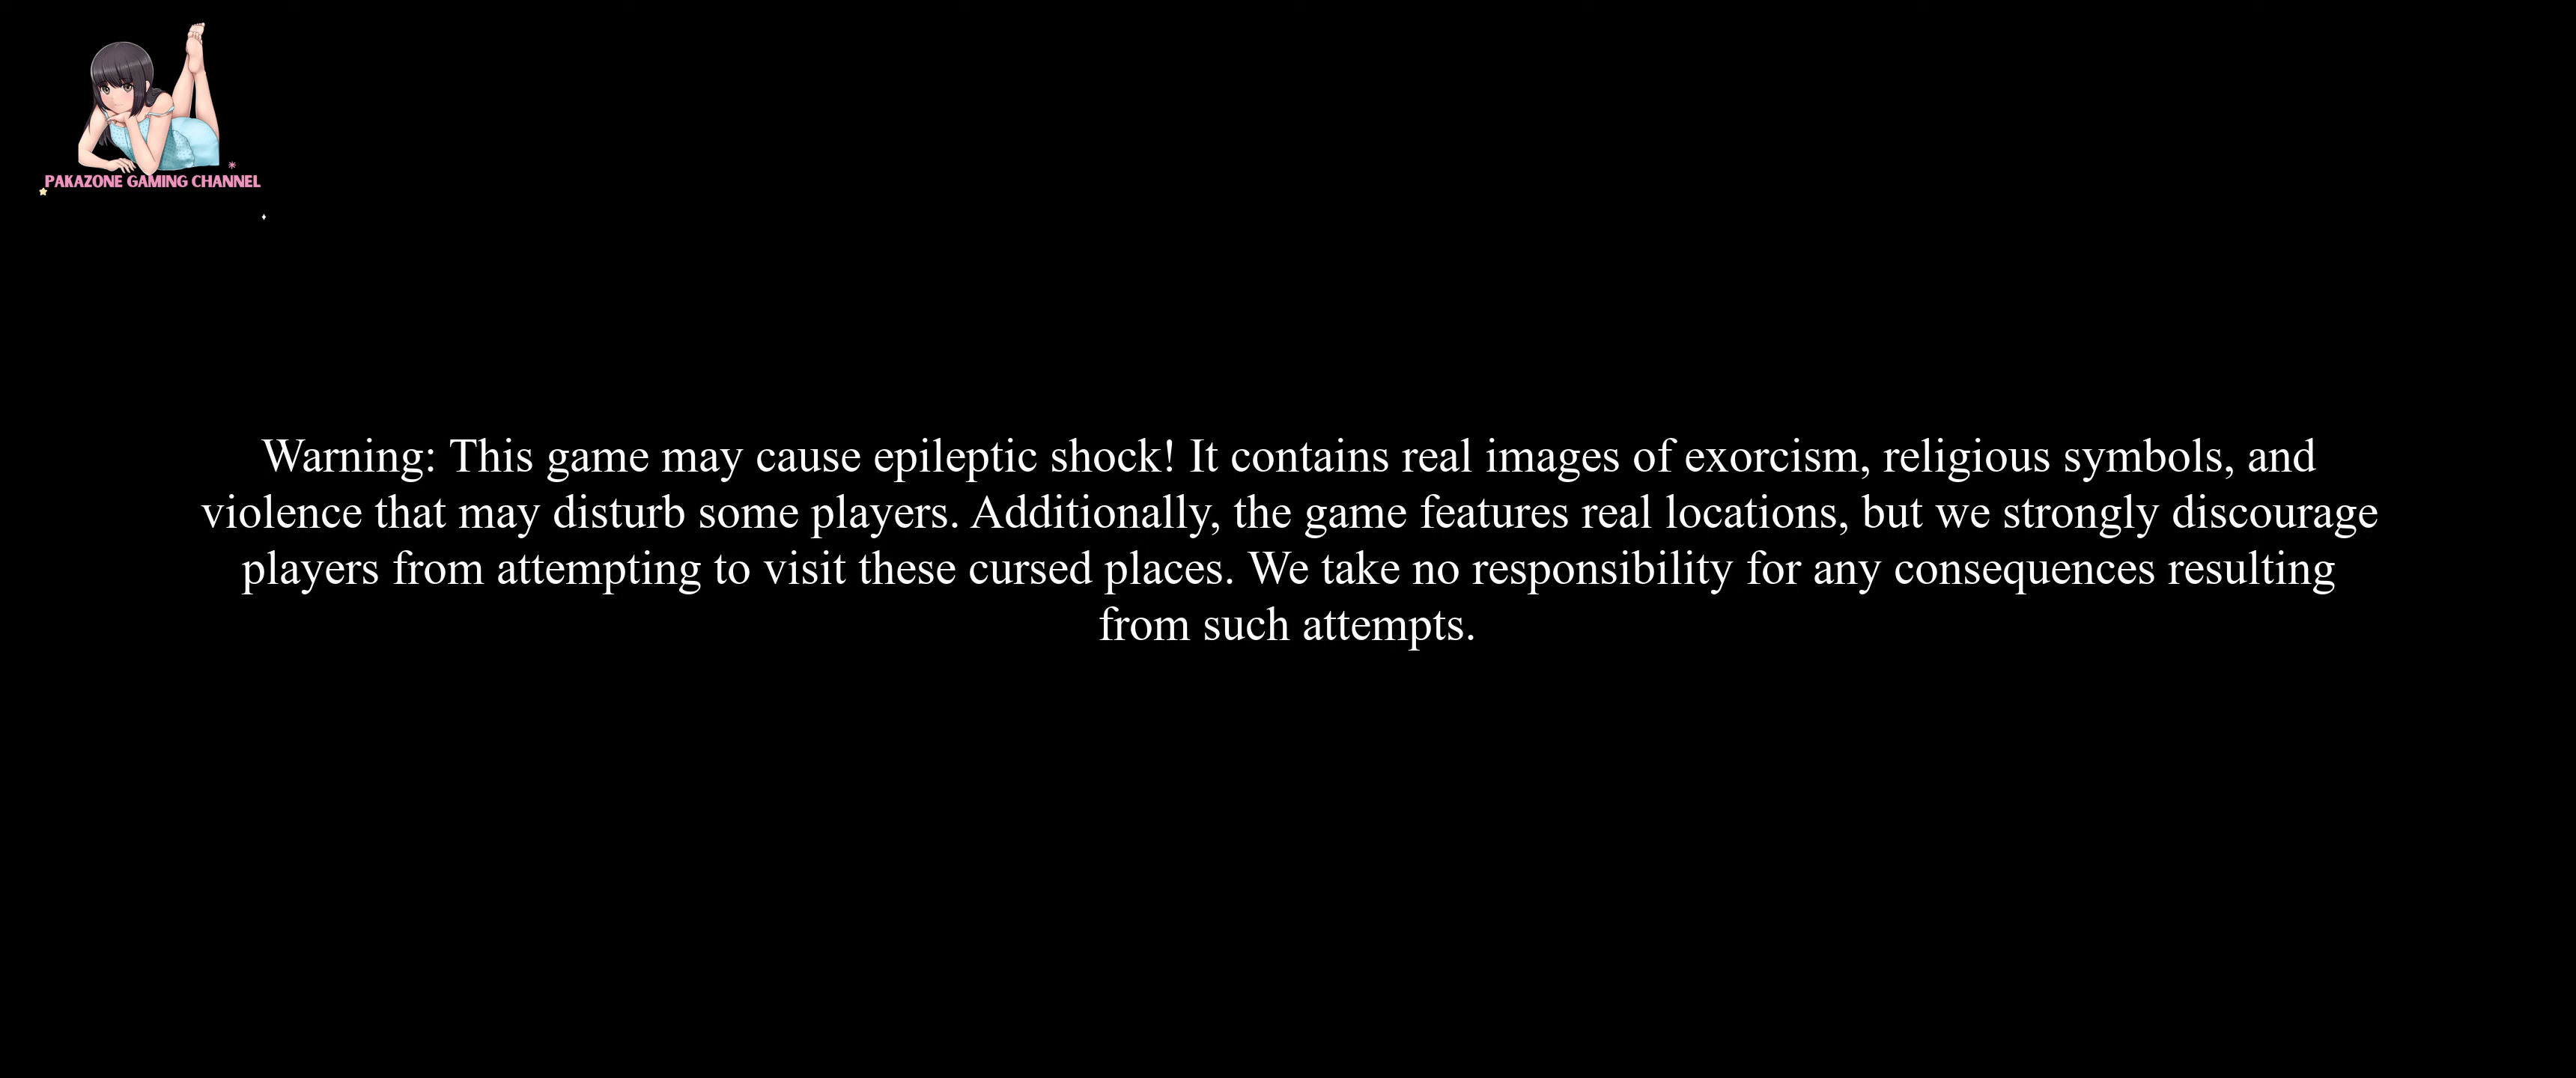 PAKAZONE GAMING CHANNEL
Warning: This game may cause epileptic shock! It contains real images of exorcism, religious symbols, and
violence that may disturb some players. Additionally, the game features real locations, but we strongly discourage
players from attempting to visit these cursed places. We take no responsibility for any consequences resulting
from such attempts.